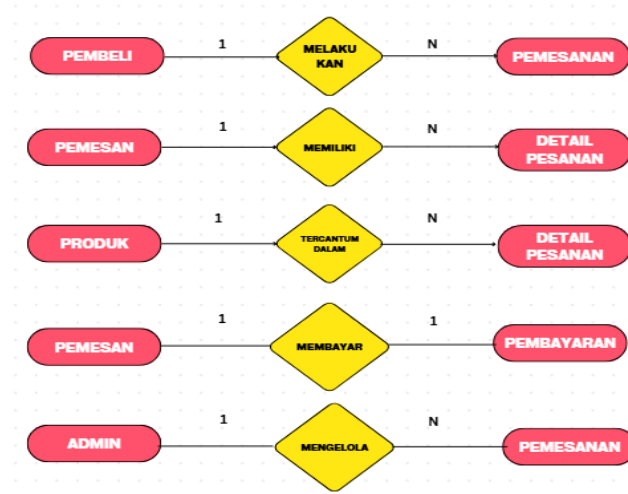 PEMBELI 1 MELAKU KAN N PEMESANAN
PEMESAN 1 MEMILIKI N DETAIL PESANAN
PRODUK 1 TERCANTUM DALAM N DETAIL PESANAN
PEMESAN 1 MEMBAYAR 1 PEMBAYARAN
ADMIN 1 MENGELOLA N PEMESANAN